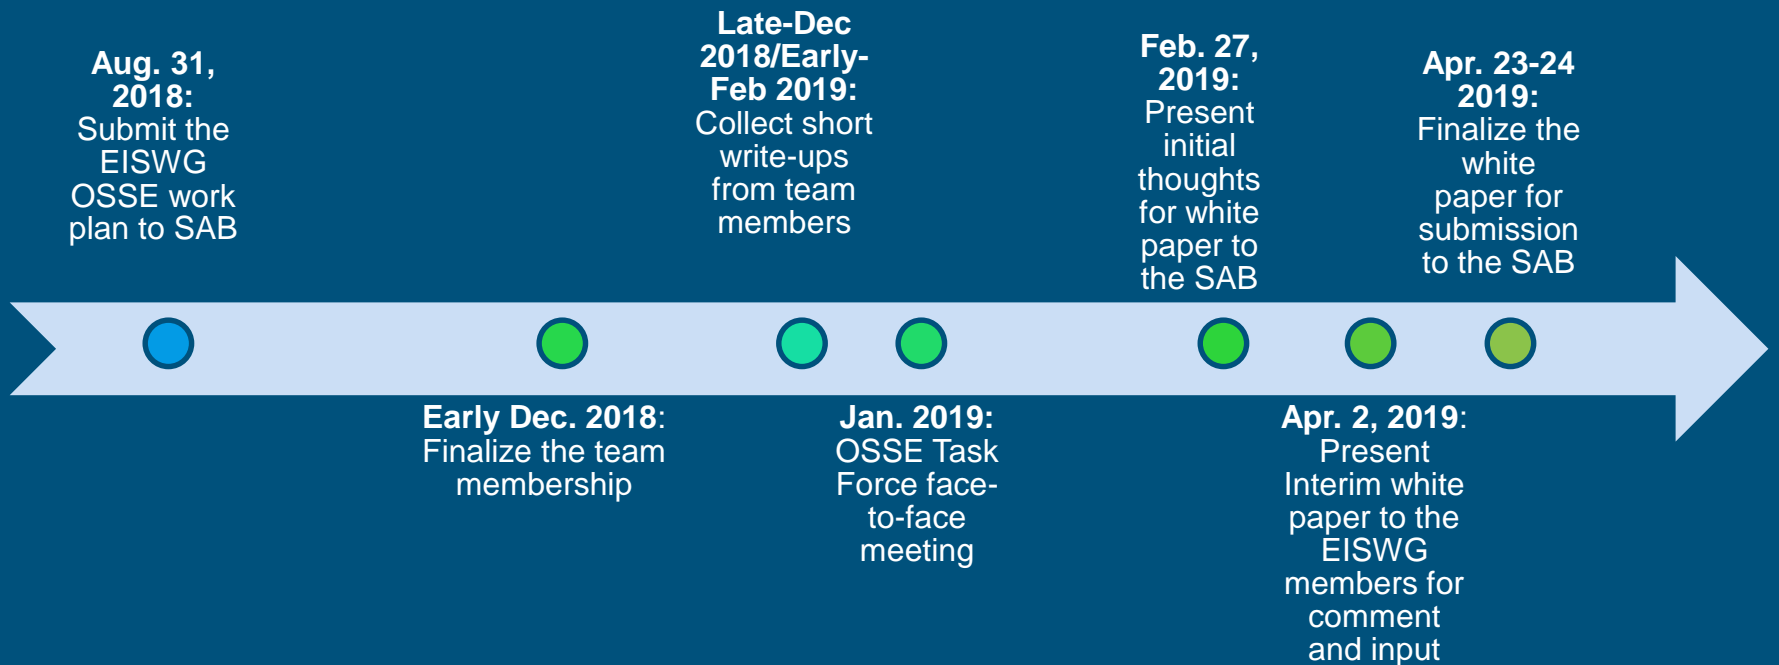 Aug. 31,
2018:
Submit the
EISWG
OSSE work
plan to SAB
Early Dec. 2018:
Finalize the team
membership
Late-Dec
2018/Early-
Feb 2019:
Collect short
write-ups
from team
members
Jan. 2019:
OSSE Task
Force face-
to-face
meeting
Feb. 27,
2019:
Present
initial
thoughts
for white
paper to
the SAB
Apr. 2, 2019:
Present
Interim white
paper to the
EISWG
members for
comment
and input
Apr. 23-24
2019:
Finalize the
white
paper for
submission
to the SAB